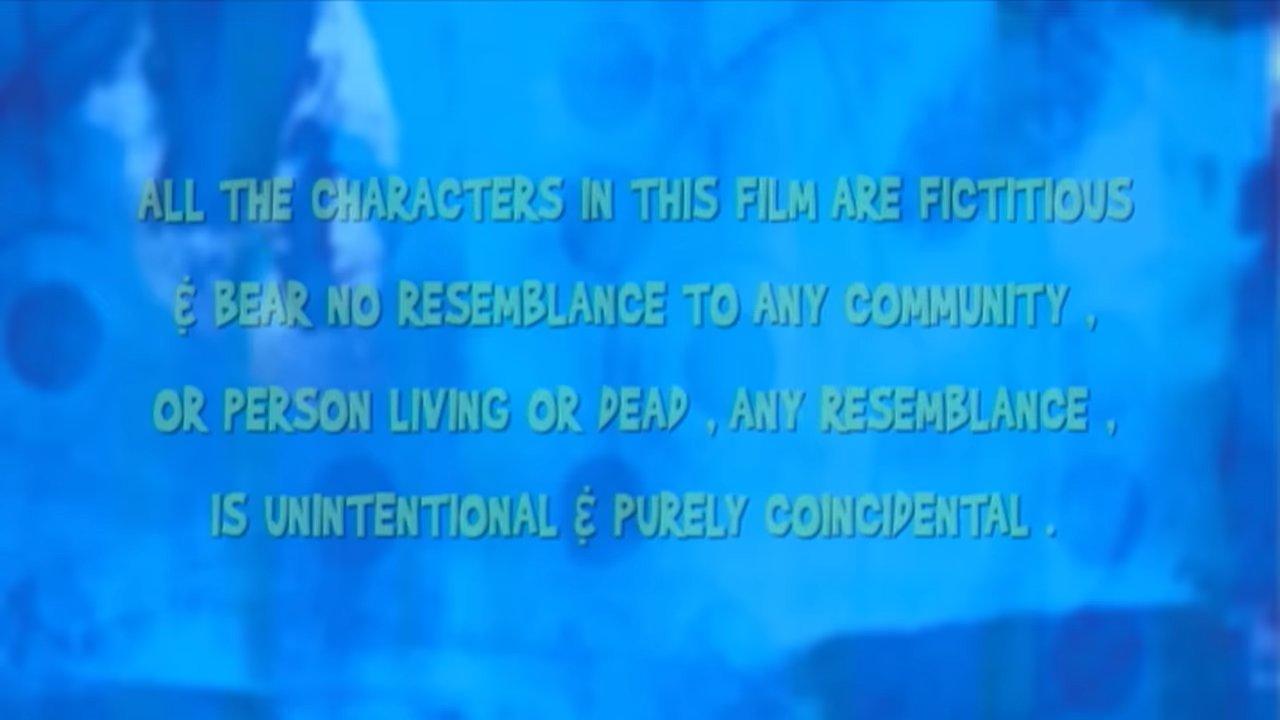 ALL THE CHARACTERS IN THIS FILM ARE FICTITIOUS
& BEAR NO RESEMBLANCE TO ANY COMMUNITY ,
OR PERSON LIVING OR DEAD , ANY RESEMBLANCE ,
IS UNINTENTIONAL & PURELY COINCIDENTAL .